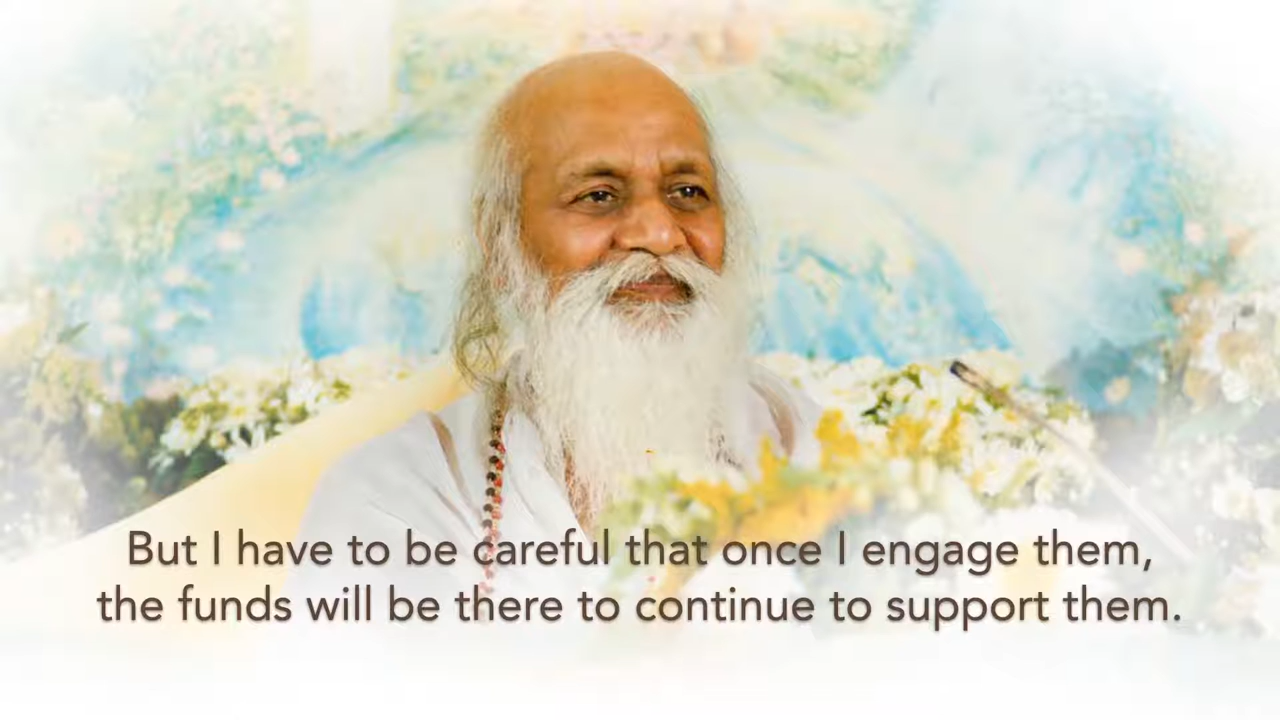 But I have to be careful that once I engage them,
the funds will be there to continue to support them.